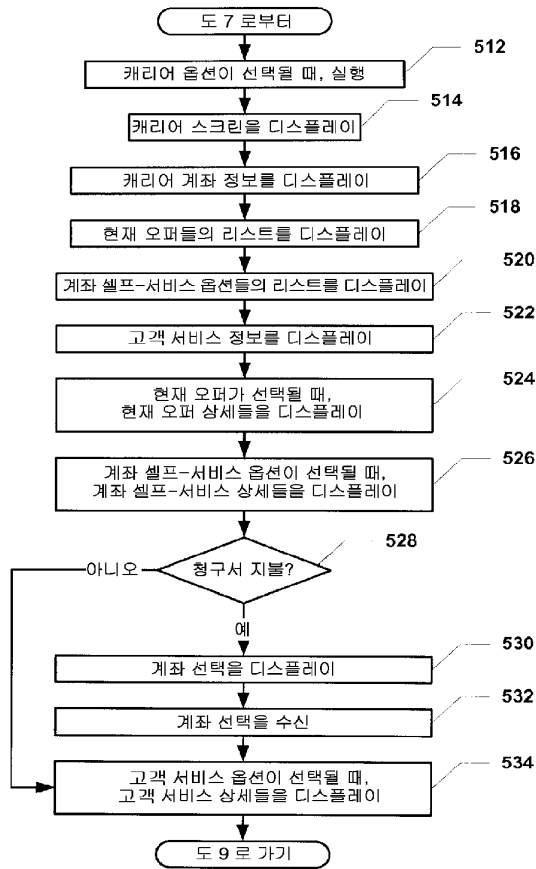 도 7 로부터
512
캐리어 옵션이 선택될 때, 실행
514
캐리어 스크린을 디스플레이
516
캐리어 계좌 정보를 디스플레이
518
현재 오퍼들의 리스트를 디스플레이
520
계좌 셀프-서비스 옵션들의 리스트를 디스플레이
522
고객 서비스 정보를 디스플레이
524
현재 오퍼가 선택될 때,
현재 오퍼 상세들을 디스플레이
526
계좌 셀프-서비스 옵션이 선택될 때,
계좌 셀프-서비스 상세들을 디스플레이
528
청구서 지불?
아니오
예
530
계좌 선택을 디스플레이
532
계좌 선택을 수신
534
고객 서비스 옵션이 선택될 때,
고객 서비스 상세들을 디스플레이
도 9 로 가기